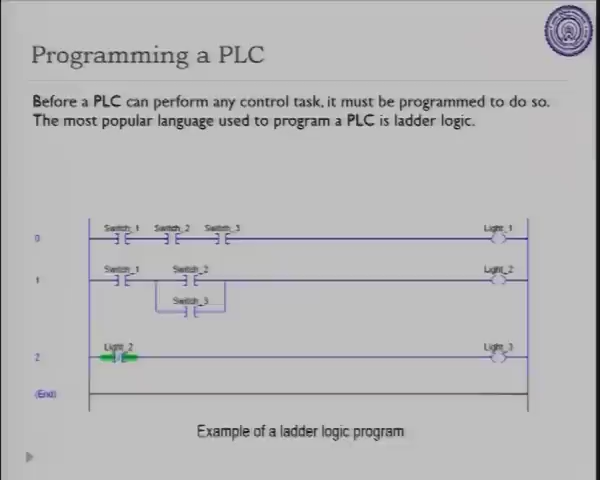 Programming a PLC
Before a PLC can perform any control task, it must be programmed to do so.
The most popular language used to program a PLC is ladder logic.
Switch_1 Switch_2 Switch_3 Light_1
0
Switch_1 Switch_2 Light_2
1
Switch_3
Light_2 Light_3
2
(End)
Example of a ladder logic program